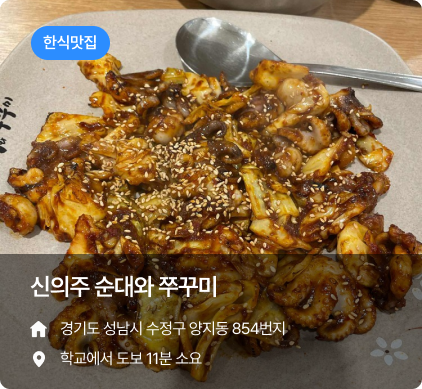 한식맛집
신의주 순대와 쭈꾸미
경기도 성남시 수정구 양지동 854번지
학교에서 도보 11분 소요